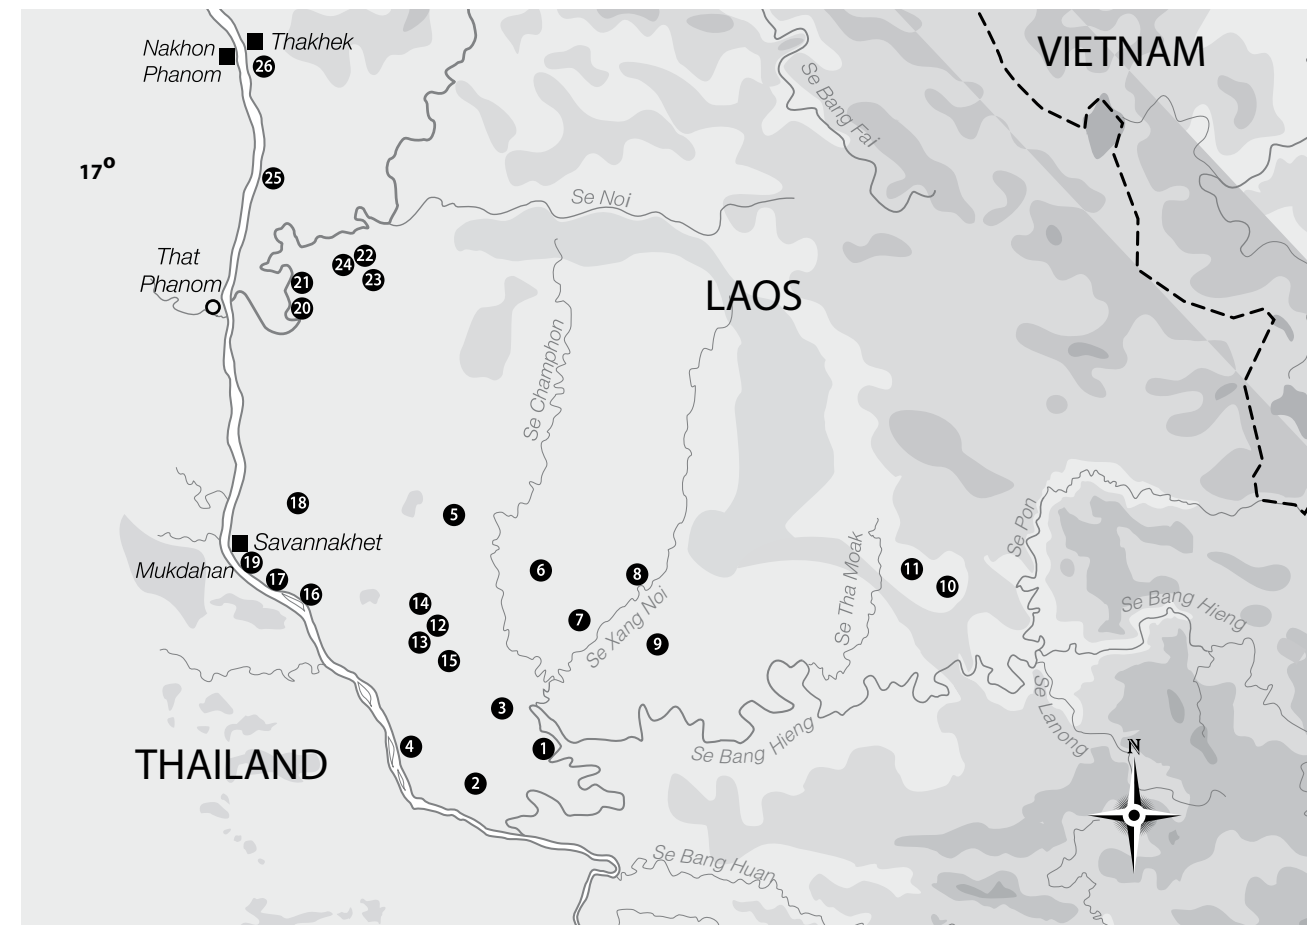 VIETNAM
Nakhon
Phanom
Thakhek
26
Se Bang Fai
17°
25
Se Noi
That
Phanom
22
24
23
21
20
LAOS
Se Champhon
18
5
Se Pon
Savannakhet
19
Mukdahan
17
16
6
8
11
10
Se Tha Moak
14
12
13
15
7
9
Se Xang Noi
Se Bang Hieng
3
Se Lanong
4
1
2
Se Bang Hieng
THAILAND
N
Se Bang Huan